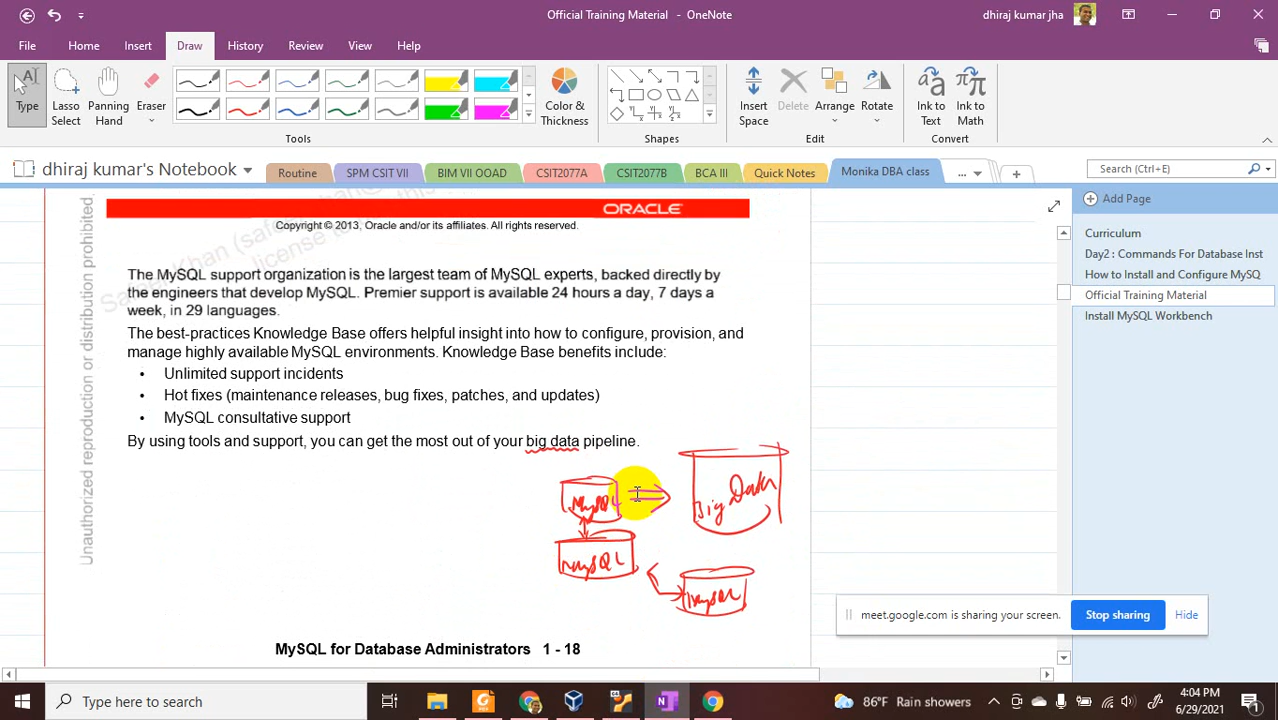 Official Training Material - OneNote
dhiraj kumar jha
File
Home
Insert
Draw
History
Review
View
Help
Type
Lasso
Select
Panning
Hand
Eraser
Color &
Thickness
Insert
Space
Delete
Arrange
Rotate
Ink to
Text
Ink to
Math
Tools
Shapes
Edit
Convert
dhiraj kumar's Notebook
Routine
SPM CSIT VII
BIM VII OOAD
CSIT2077A
CSIT2077B
BCA III
Quick Notes
Monika DBA class
...
Search (Ctrl+E)
Add Page
Curriculum
Day2 : Commands For Database Inst
How to Install and Configure MySQ
Official Training Material
Install MySQL Workbench
ORACLE
Copyright © 2013, Oracle and/or its affiliates. All rights reserved.
Unauthorized reproduction or distribution prohibited
The MySQL support organization is the largest team of MySQL experts, backed directly by
the engineers that develop MySQL. Premier support is available 24 hours a day, 7 days a
week, in 29 languages.
The best-practices Knowledge Base offers helpful insight into how to configure, provision, and
manage highly available MySQL environments. Knowledge Base benefits include:
• Unlimited support incidents
• Hot fixes (maintenance releases, bug fixes, patches, and updates)
• MySQL consultative support
By using tools and support, you can get the most out of your big data pipeline.
MySQL
Big Data
MySQL
MySQL
MySQL for Database Administrators 1 - 18
meet.google.com is sharing your screen.
Stop sharing
Hide
Type here to search
86°F Rain showers
4:04 PM
6/29/2021